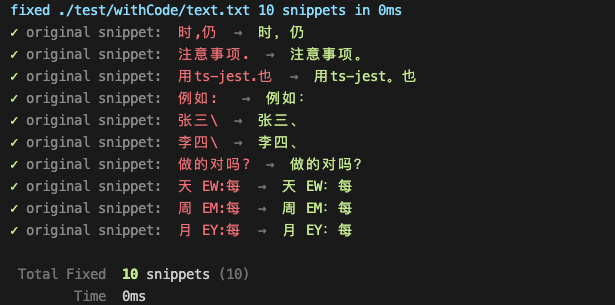 fixed ./test/withCode/text.txt 10 snippets in 0ms
✓ original snippet: 时,仍 → 时，仍
✓ original snippet: 注意事项. → 注意事项。
✓ original snippet: 用ts-jest.也 → 用ts-jest。也
✓ original snippet: 例如: → 例如：
✓ original snippet: 张三\ → 张三、
✓ original snippet: 李四\ → 李四、
✓ original snippet: 做的对吗? → 做的对吗？
✓ original snippet: 天 EW:每 → 天 EW：每
✓ original snippet: 周 EM:每 → 周 EM：每
✓ original snippet: 月 EY:每 → 月 EY：每
Total Fixed 10 snippets (10)
Time 0ms